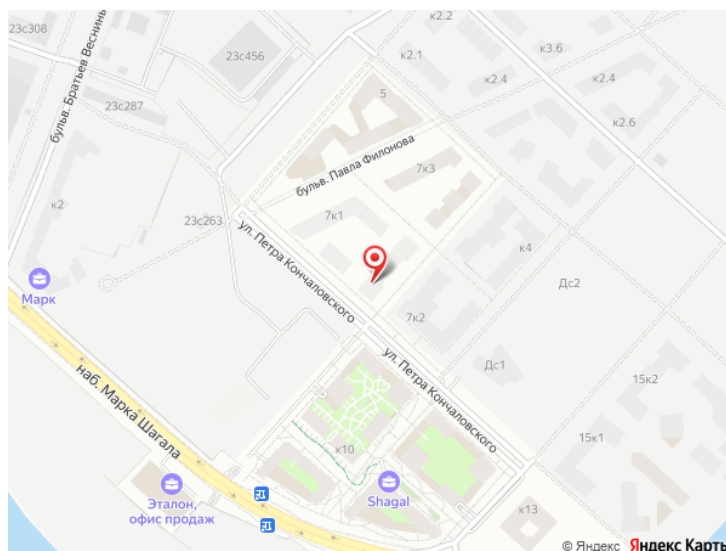 23с308
бульв. Братьев Веснины
23с456
к2.2
к2.1
к3.6
к2.4
к2.4
23с287
5
к2.6
бульв. Павла Филонова
7к3
к2
23с263
7к1
ул. Петра Кончаловского
к4
Дс2
Марк
7к2
ул. Петра Кончаловского
Дс1
15к2
наб. Марка Шагала
15к1
к10
Эталон,
офис продаж
Shagal
к13
© Яндекс Яндекс Карты